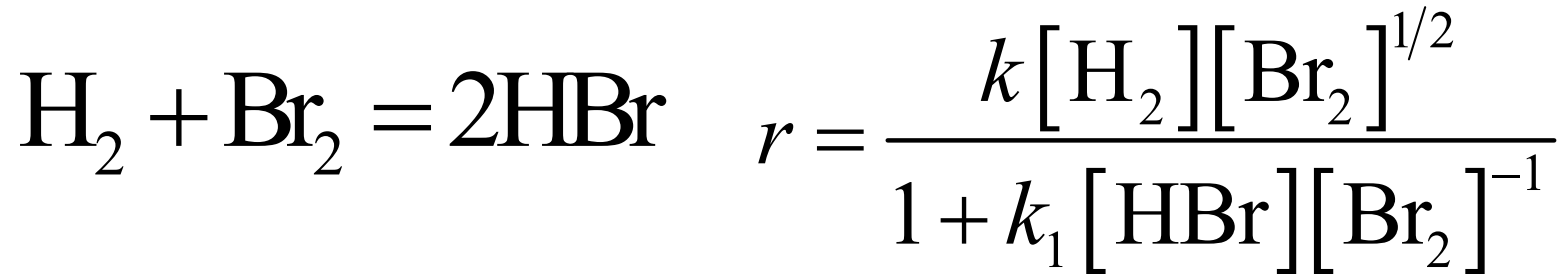 H₂ + Br₂ = 2HBr r = k[H₂][Br₂]^{1/2} / (1 + k₁[HBr][Br₂]^{−1})